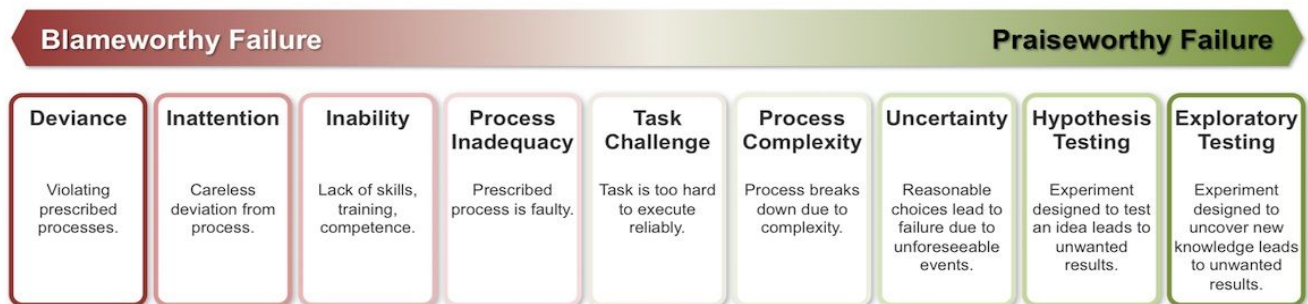 Blameworthy Failure
Praiseworthy Failure
Deviance
Violating
prescribed
processes.
Inattention
Careless
deviation from
process.
Inability
Lack of skills,
training,
competence.
Process
Inadequacy
Prescribed
process is faulty.
Task
Challenge
Task is too hard
to execute
reliably.
Process
Complexity
Process breaks
down due to
complexity.
Uncertainty
Reasonable
choices lead to
failure due to
unforeseeable
events.
Hypothesis
Testing
Experiment
designed to test
an idea leads to
unwanted
results.
Exploratory
Testing
Experiment
designed to
uncover new
knowledge leads
to unwanted
results.